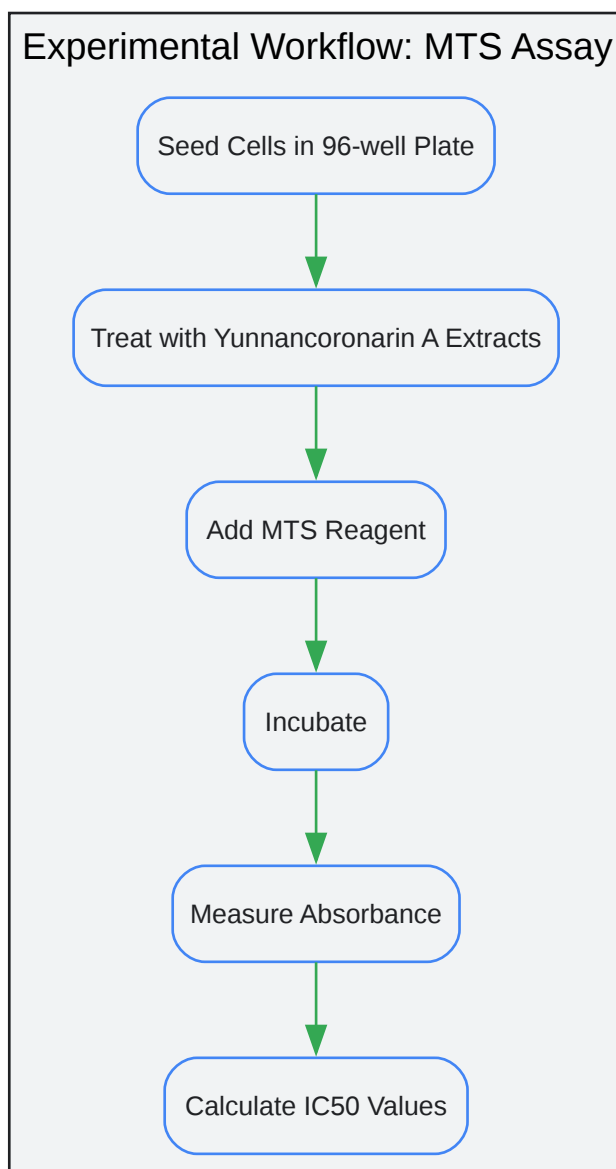 Experimental Workflow: MTS Assay
Seed Cells in 96-well Plate
Treat with Yunnancoronarin A Extracts
Add MTS Reagent
Incubate
Measure Absorbance
Calculate IC50 Values